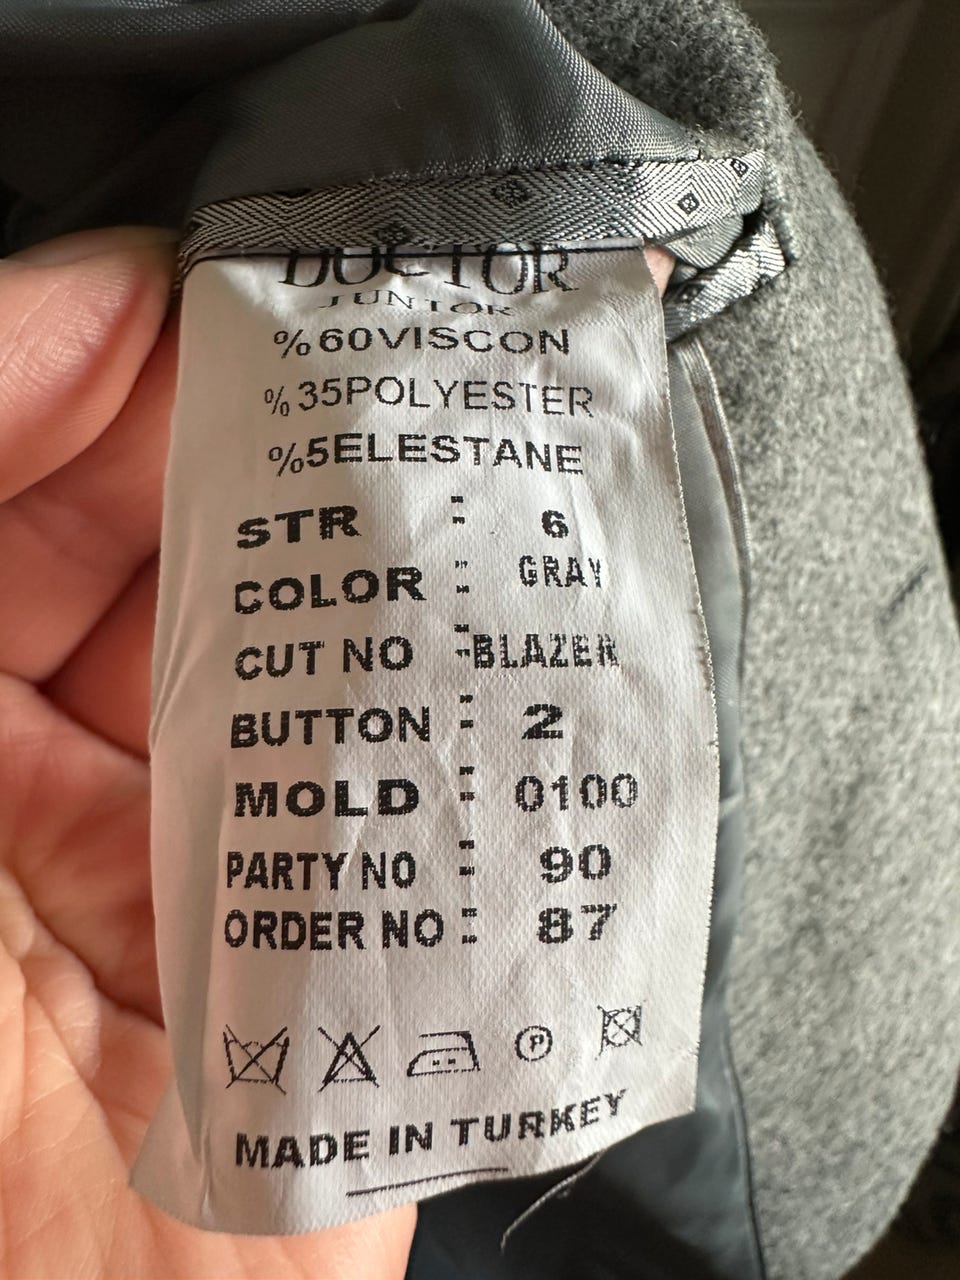 DOCTOR
JUNIOR
%60VISCON
%35POLYESTER
%5ELESTANE
STR : 6
COLOR : GRAY
CUT NO :BLAZER
BUTTON : 2
MOLD : 0100
PARTY NO : 90
ORDER NO : 87
P
MADE IN TURKEY